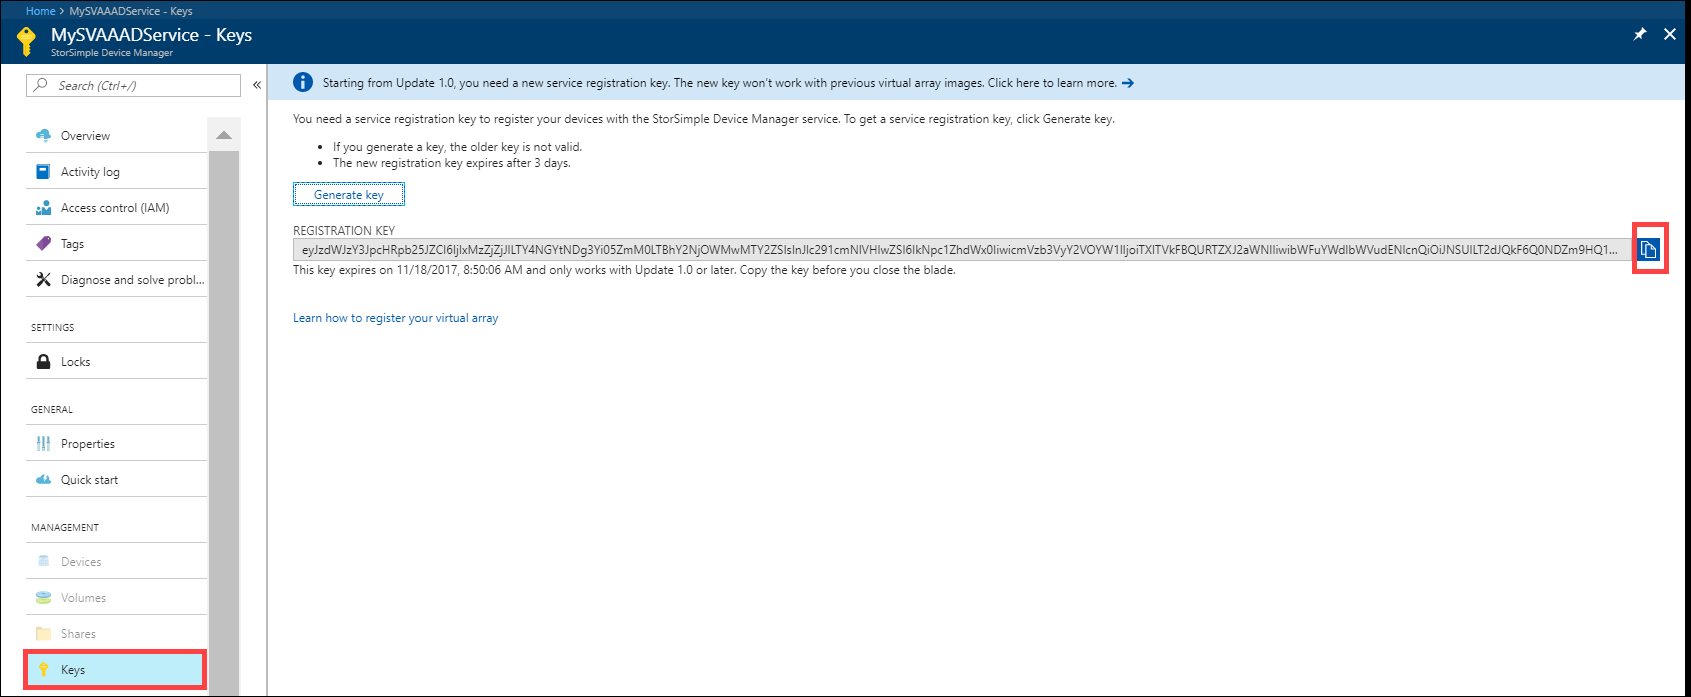 Home > MySVAAADService - Keys
MySVAAADService - Keys
StorSimple Device Manager
Search (Ctrl+/)
«
Overview
Activity log
Access control (IAM)
Tags
Diagnose and solve probl...
SETTINGS
Locks
GENERAL
Properties
Quick start
MANAGEMENT
Devices
Volumes
Shares
Keys
Starting from Update 1.0, you need a new service registration key. The new key won't work with previous virtual array images. Click here to learn more. →
You need a service registration key to register your devices with the StorSimple Device Manager service. To get a service registration key, click Generate key.
• If you generate a key, the older key is not valid.
• The new registration key expires after 3 days.
Generate key
REGISTRATION KEY
This key expires on 11/18/2017, 8:50:06 AM and only works with Update 1.0 or later. Copy the key before you close the blade.
Learn how to register your virtual array